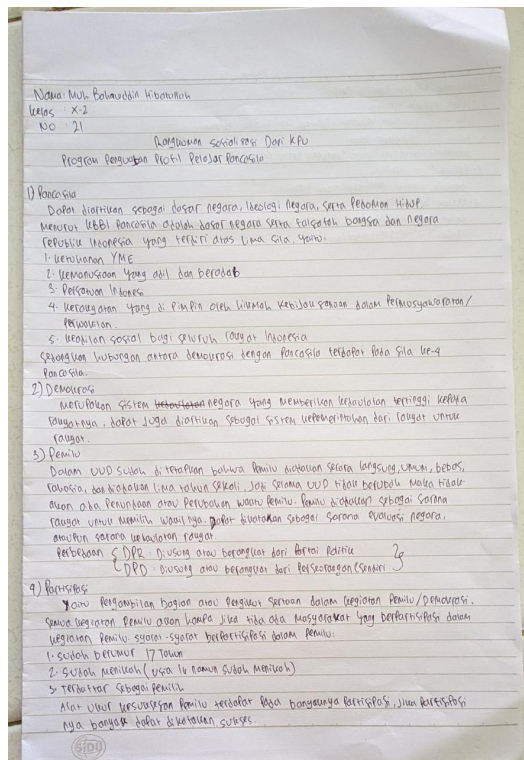 Nama: Muh Bahauddin Hibatullah
Kelas : X-2
No : 21
Rangkuman sosialisasi Dari KPU
Program Penguatan Profil Pelajar Pancasila
1) Pancasila
Dapat diartikan sebagai dasar negara, Ideologi Negara, serta Pedoman Hidup.
Menurut KBBI Pancasila adalah dasar negara serta Falsafah bangsa dan negara
republik Indonesia yang terdiri atas Lima sila, yaitu:
1. Ketuhanan YME
2. Kemanusiaan yang adil dan beradab
3. Persatuan Indones
4. Kerakyatan yang di Pimpin oleh hikmah kebijaksanaan dalam Permusyawaratan/
Perwakilan.
5. Keadilan sosial bagi seluruh rakyat Indonesia
Sedangkan hubungan antara demokrasi dengan Pancasila terdapat Pada sila ke-4
Pancasila.
2) Demokrasi
Merupakan sistem kedaulatan negara yang memberikan kedaulatan tertinggi kepada
rakyatnya, dapat Juga diartikan sebagai sistem kepemerintahan dari rakyat untuk
rakyat.
3) Pemilu
Dalam UUD sudah di tetapkan bahwa Pemilu diadakan secara langsung, umum, bebas,
rahasia, dan diadakan lima tahun sekali. Jadi selama UUD tidak berubah Maka tidak
akan ada Penundaan atau Perubahan waktu Pemilu. Pemilu diadakan sebagai sarana
rakyat untuk memilih wakilnya. Dapat dikatakan sebagai sarana evaluasi negara,
ataupun sarana kedaulatan rakyat.
Perbedaan { DPR : Diusung atau berangkat dari Partai Politik
DPD : Diusung atau berangkat dari Perseorangan (sendiri }
4) Partisipasi
Yaitu Pengambilan bagian atau Pengikut sertaan dalam kegiatan Pemilu / Demokrasi.
Semua kegiatan Pemilu akan hampa Jika tida ada masyarakat yang berpartisipasi dalam
kegiatan Pemilu. syarat-syarat berpartisipasi dalam Pemilu:
1. Sudah berumur 17 Tahun
2. Sudah menikah (usia 16 namun sudah Menikah)
3. Terdaftar sebagai Pemilih
Alat Ukur kesuksesan Pemilu terdapat Pada banyaknya Partisipasi, Jika Partisipasi
nya banyak dapat dikatakan sukses.
SIDU